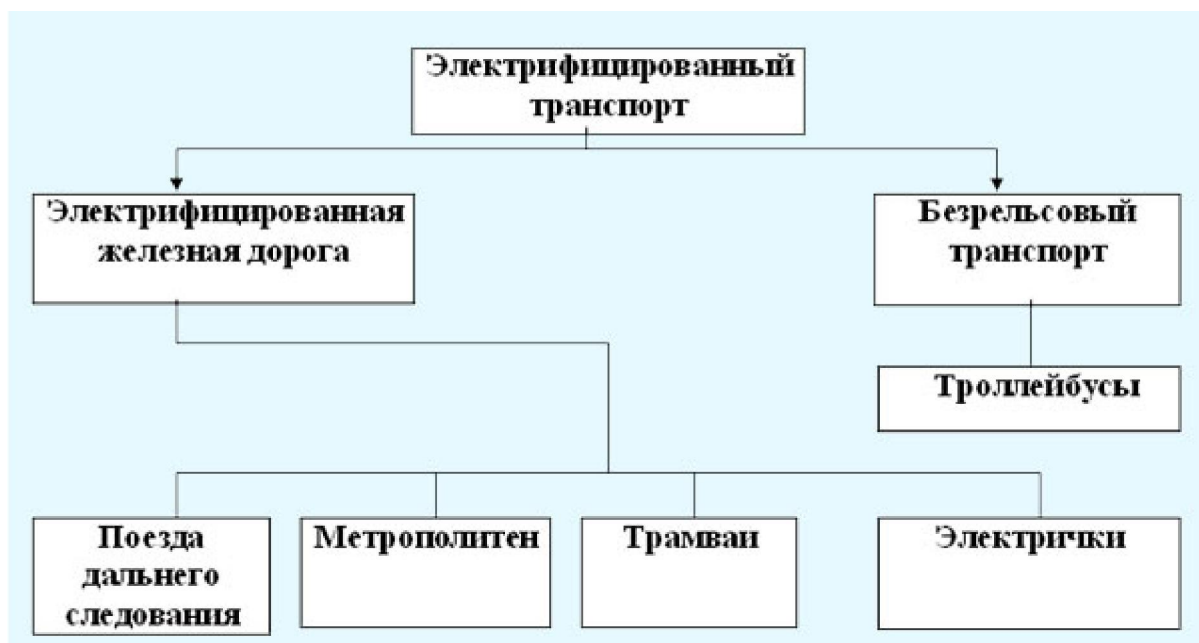 Электрифицированный
транспорт
Электрифицированная
железная дорога
Безрельсовый
транспорт
Троллейбусы
Поезда
дальнего
следования
Метрополитен
Трамваи
Электрички